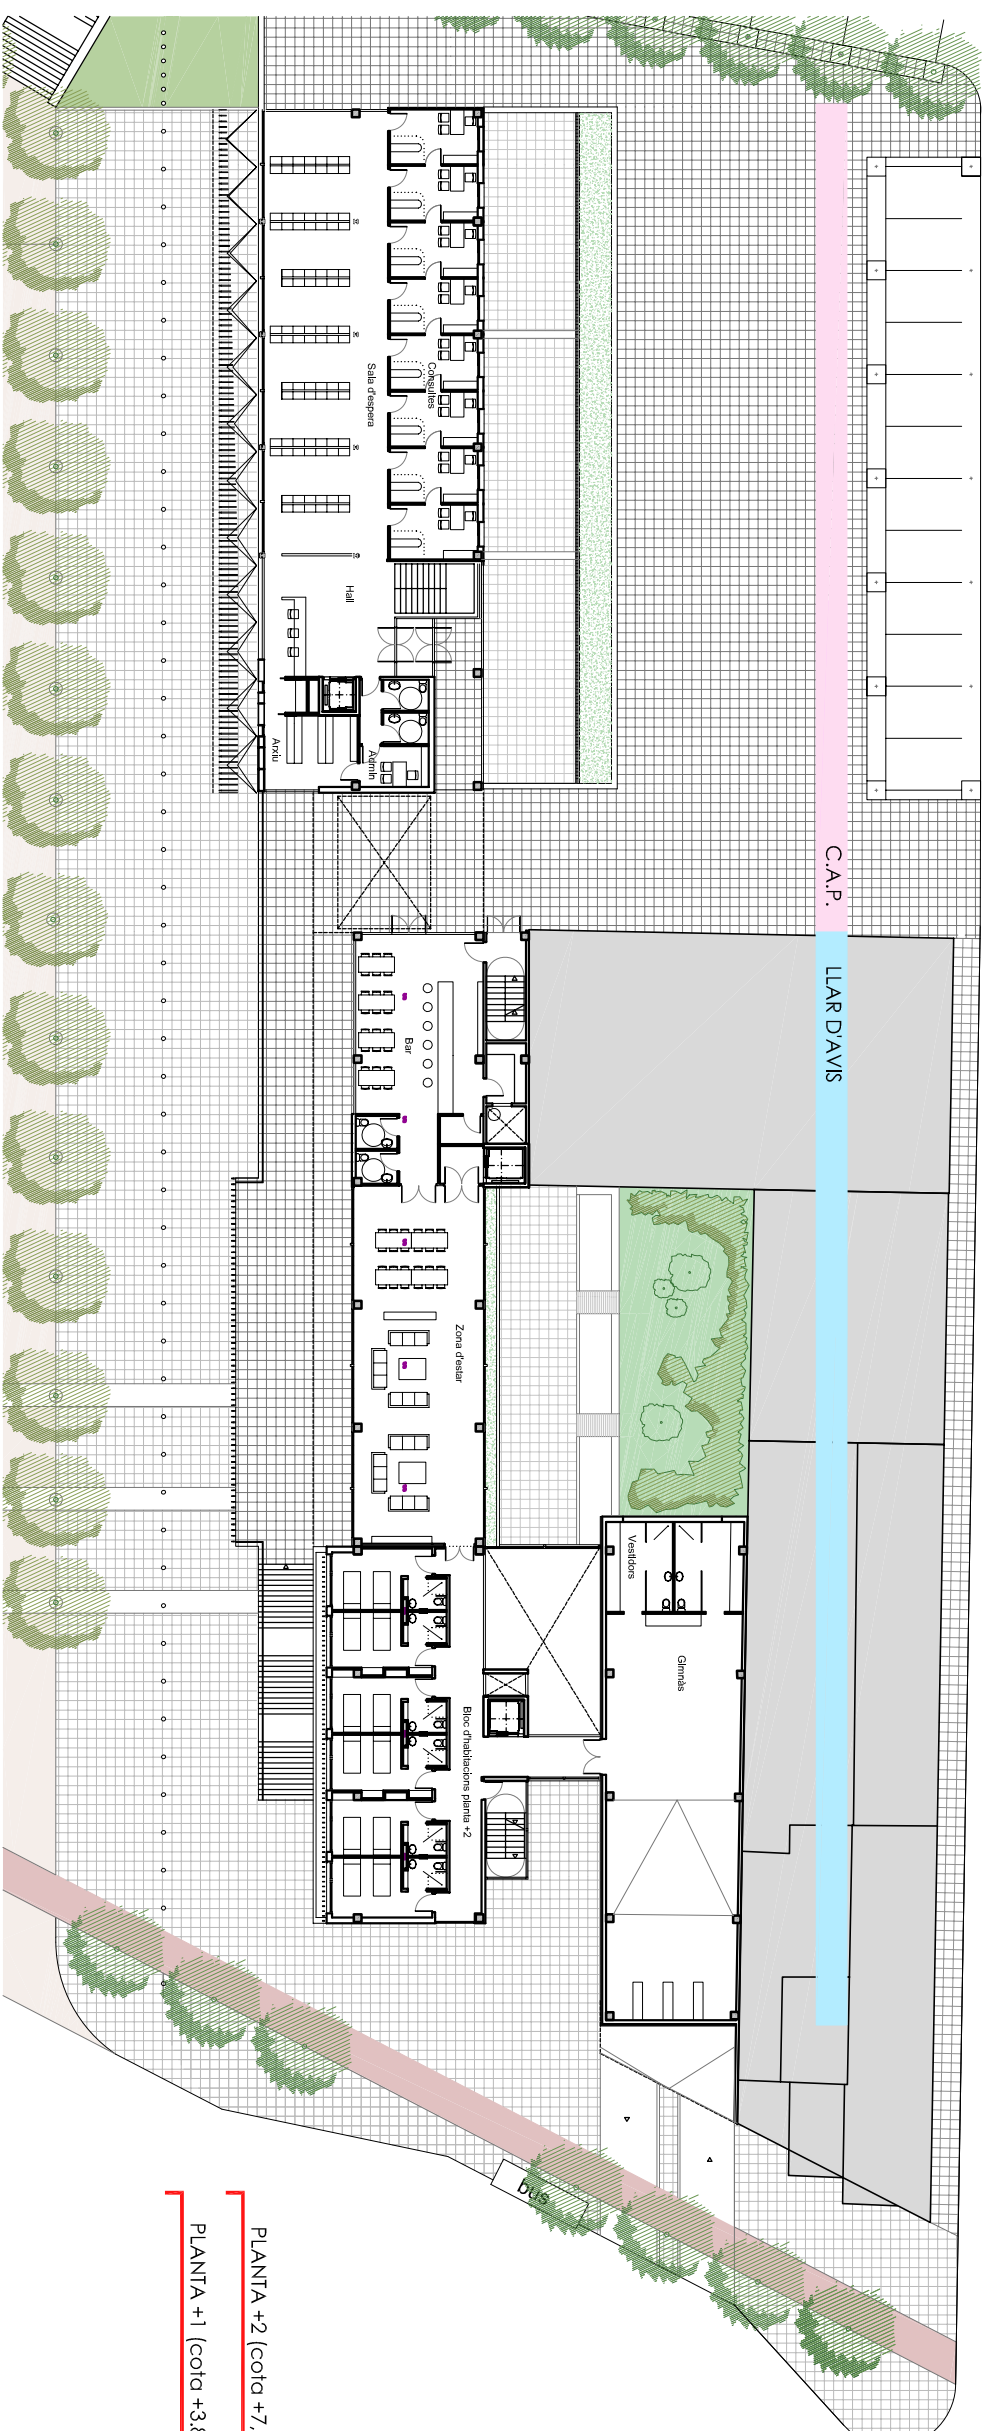 C.A.P.
LLAR D'AVIS
Consultes
Sala d'espera
Hall
Admin
Arxiu
Bar
Zona d'estar
Vestidors
Gimnàs
Bloc d'habitacions planta +2
bus
PLANTA +2 (cota +7,
PLANTA +1 (cota +3.8